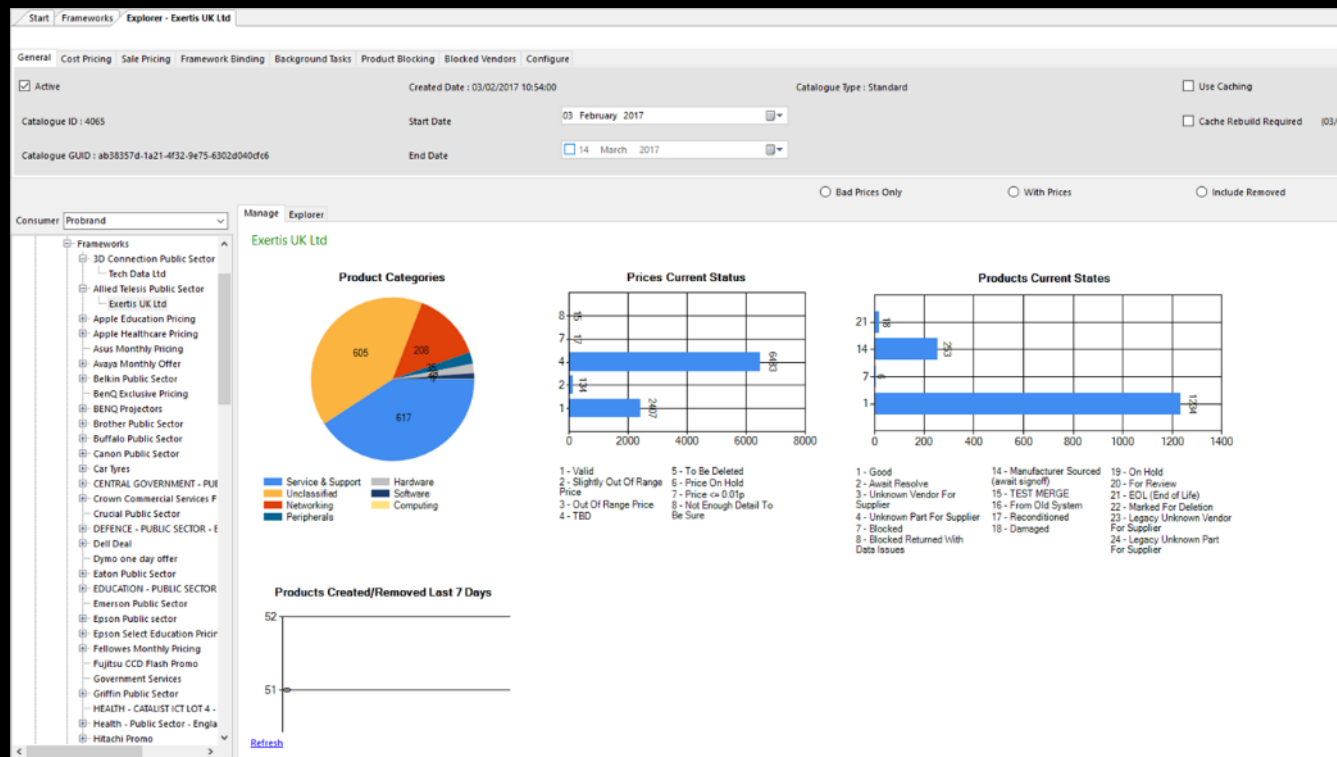 Start Frameworks Explorer - Exertis UK Ltd
General Cost Pricing Sale Pricing Framework Binding Background Tasks Product Blocking Blocked Vendors Configure
Active Created Date : 03/02/2017 10:54:00 Catalogue Type : Standard Use Caching
Catalogue ID : 4065 Start Date 03 February 2017 Cache Rebuild Required (03/
Catalogue GUID : ab38357d-1a21-4f32-9e75-6302d040cfc6 End Date 14 March 2017
Bad Prices Only With Prices Include Removed
Consumer Probrand
Frameworks
3D Connection Public Sector
Tech Data Ltd
Allied Telesis Public Sector
Exertis UK Ltd
Apple Education Pricing
Apple Healthcare Pricing
Asus Monthly Pricing
Avaya Monthly Offer
Belkin Public Sector
BenQ Exclusive Pricing
BENQ Projectors
Brother Public Sector
Buffalo Public Sector
Canon Public Sector
Car Tyres
CENTRAL GOVERNMENT - PUE
Crown Commercial Services F
Crucial Public Sector
DEFENCE - PUBLIC SECTOR - E
Dell Deal
Dymo one day offer
Eaton Public Sector
EDUCATION - PUBLIC SECTOR
Emerson Public Sector
Epson Public sector
Epson Select Education Pricin
Fellowes Monthly Pricing
Fujitsu CCD Flash Promo
Government Services
Griffin Public Sector
HEALTH - CATALIST ICT LOT 4 -
Health - Public Sector - Engla
Hitachi Promo
Manage Explorer
Exertis UK Ltd
Product Categories
605
208
617
Service & Support Hardware
Unclassified Software
Networking Computing
Peripherals
Prices Current Status
8 15
7 17
4 6483
2 134
1 2407
0 2000 4000 6000 8000
1 - Valid
2 - Slightly Out Of Range
Price
3 - Out Of Range Price
4 - TBD
5 - To Be Deleted
6 - Price On Hold
7 - Price <= 0.01p
8 - Not Enough Detail To
Be Sure
Products Current States
21 18
14 253
7 6
1 1234
0 200 400 600 800 1000 1200 1400
1 - Good
2 - Await Resolve
3 - Unknown Vendor For
Supplier
4 - Unknown Part For Supplier
7 - Blocked
8 - Blocked Returned With
Data Issues
14 - Manufacturer Sourced
(await signoff)
15 - TEST MERGE
16 - From Old System
17 - Reconditioned
18 - Damaged
19 - On Hold
20 - For Review
21 - EOL (End of Life)
22 - Marked For Deletion
23 - Legacy Unknown Vendor
For Supplier
24 - Legacy Unknown Part
For Supplier
Products Created/Removed Last 7 Days
52
51
Refresh